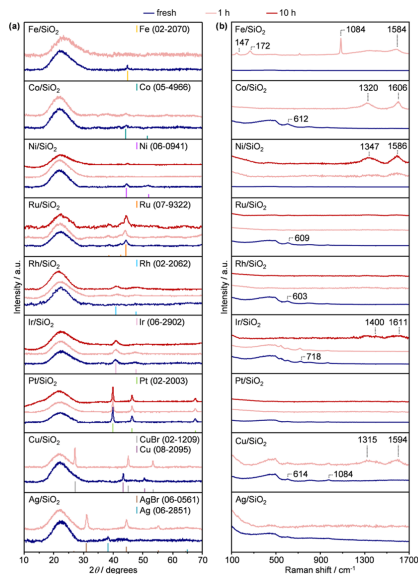 fresh 1 h 10 h
(a)
Fe/SiO2
Fe (02-2070)
Co/SiO2
Co (05-4966)
Ni/SiO2
Ni (06-0941)
Ru/SiO2
Ru (07-9322)
Rh/SiO2
Rh (02-2062)
Ir/SiO2
Ir (06-2902)
Pt/SiO2
Pt (02-2003)
Cu/SiO2
CuBr (02-1209)
Cu (08-2095)
Ag/SiO2
AgBr (06-0561)
Ag (06-2851)
Intensity / a.u.
10 20 30 40 50 60 70
2θ / degrees
(b)
Fe/SiO2
1084
1584
147
172
Co/SiO2
1320
1606
612
Ni/SiO2
1347
1586
Ru/SiO2
609
Rh/SiO2
603
Ir/SiO2
1400
1611
718
Pt/SiO2
Cu/SiO2
1315
1594
614
1084
Ag/SiO2
Intensity / a.u.
100 500 900 1300 1700
Raman shift / cm⁻¹